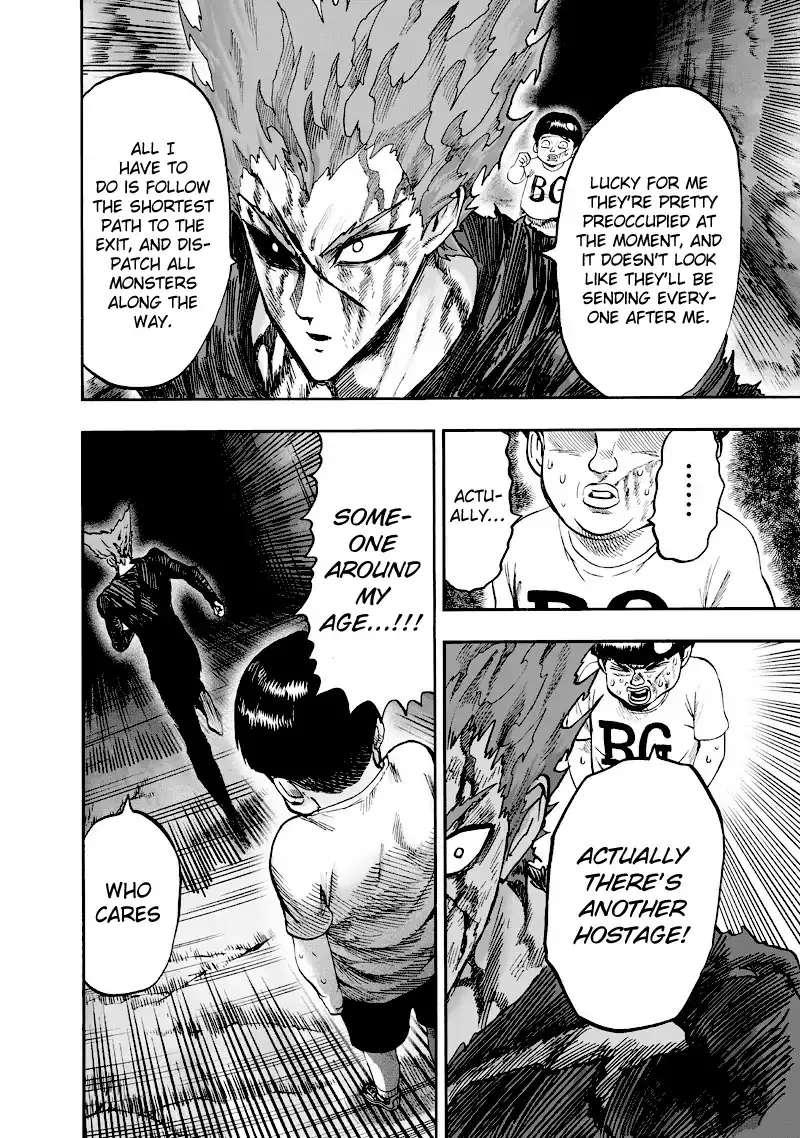 LUCKY FOR ME
THEY'RE PRETTY
PREOCCUPIED AT
THE MOMENT, AND
IT DOESN'T LOOK
LIKE THEY'LL BE
SENDING EVERY-
ONE AFTER ME.
BG
ALL I
HAVE TO
DO IS FOLLOW
THE SHORTEST
PATH TO THE
EXIT, AND DIS-
PATCH ALL
MONSTERS
ALONG THE
WAY.
......
ACTU-
ALLY...
BG
BG
ACTUALLY
THERE'S
ANOTHER
HOSTAGE!
SOME-
ONE
AROUND
MY
AGE...!!!
WHO
CARES